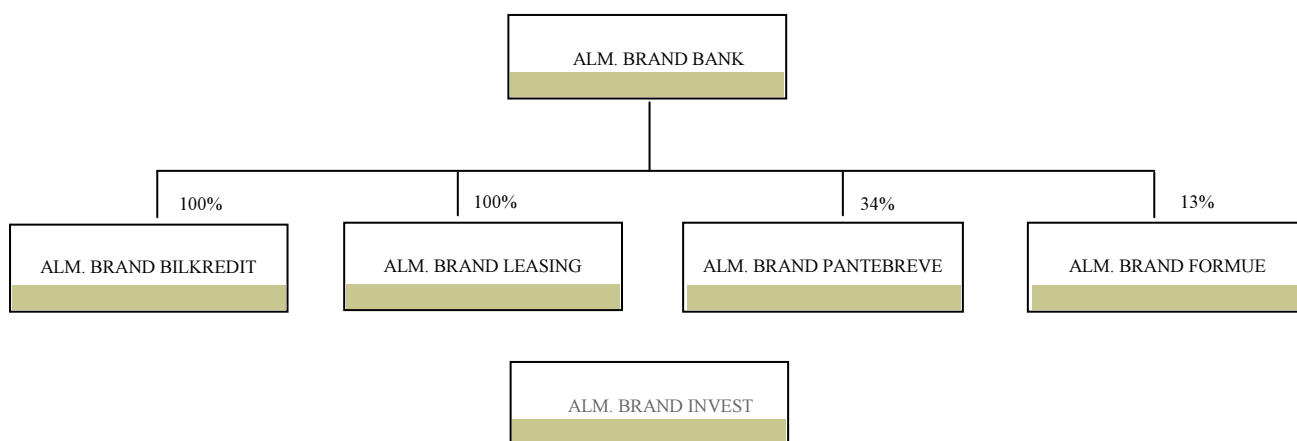 ALM. BRAND BANK
100%
100%
34%
13%
ALM. BRAND BILKREDIT
ALM. BRAND LEASING
ALM. BRAND PANTEBREVE
ALM. BRAND FORMUE
ALM. BRAND INVEST